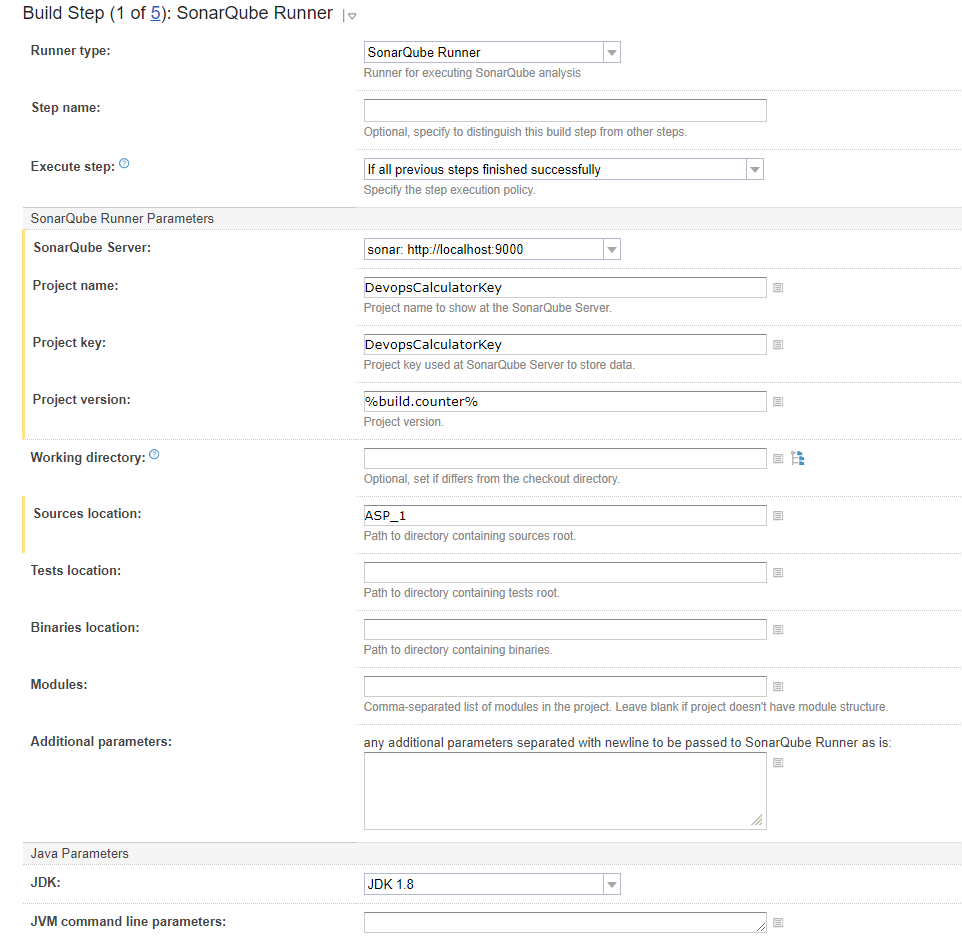 Build Step (1 of 5): SonarQube Runner
Runner type:
SonarQube Runner
Runner for executing SonarQube analysis
Step name:
Optional, specify to distinguish this build step from other steps.
Execute step:
If all previous steps finished successfully
Specify the step execution policy.
SonarQube Runner Parameters
SonarQube Server:
sonar: http://localhost:9000
Project name:
DevopsCalculatorKey
Project name to show at the SonarQube Server.
Project key:
DevopsCalculatorKey
Project key used at SonarQube Server to store data.
Project version:
%build.counter%
Project version.
Working directory:
Optional, set if differs from the checkout directory.
Sources location:
ASP_1
Path to directory containing sources root.
Tests location:
Path to directory containing tests root.
Binaries location:
Path to directory containing binaries.
Modules:
Comma-separated list of modules in the project. Leave blank if project doesn't have module structure.
Additional parameters:
any additional parameters separated with newline to be passed to SonarQube Runner as is:
Java Parameters
JDK:
JDK 1.8
JVM command line parameters: